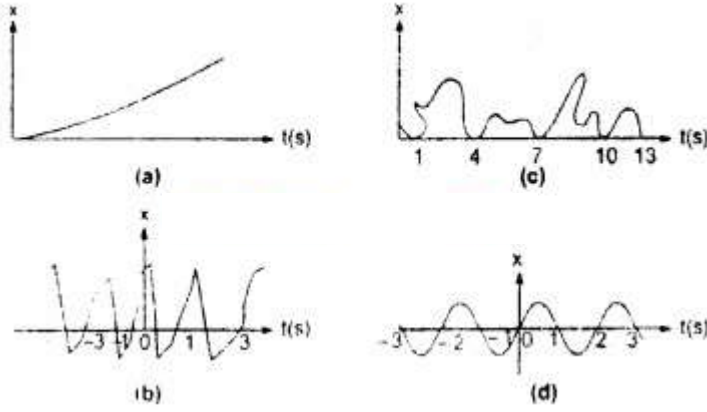 x
t(s)
(a)
x
1 4 7 10 13 t(s)
(c)
x
-3 -1 0 1 3 t(s)
(b)
x
-3 -2 -1 0 1 2 3 t(s)
(d)